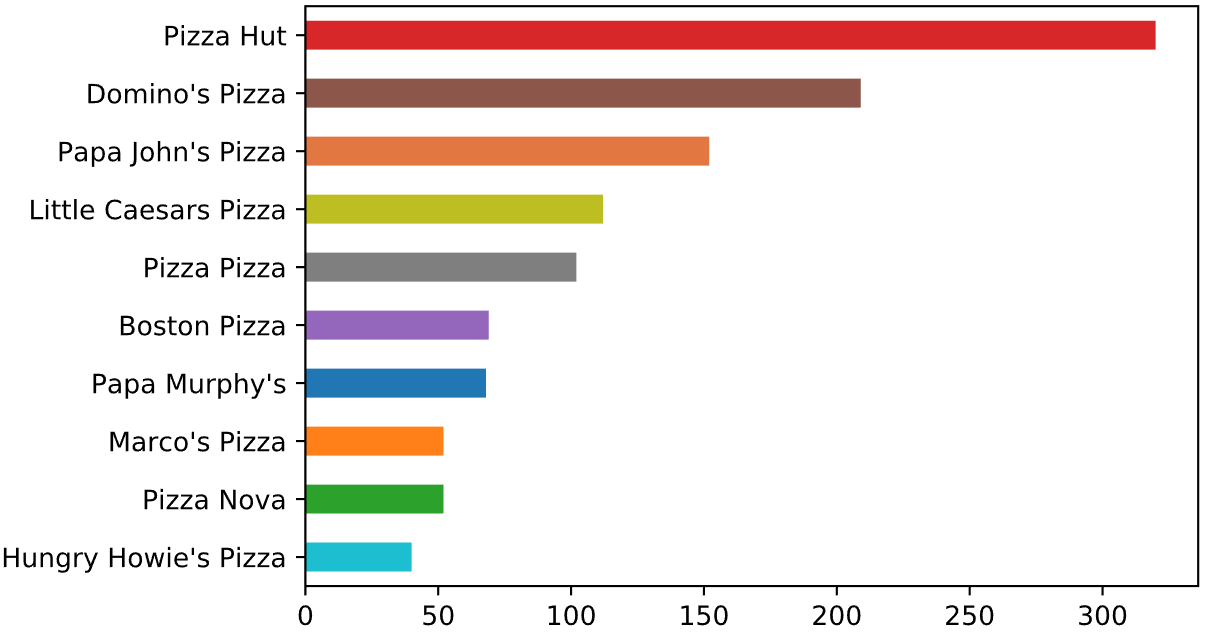 Pizza Hut
Domino's Pizza
Papa John's Pizza
Little Caesars Pizza
Pizza Pizza
Boston Pizza
Papa Murphy's
Marco's Pizza
Pizza Nova
Hungry Howie's Pizza
0 50 100 150 200 250 300